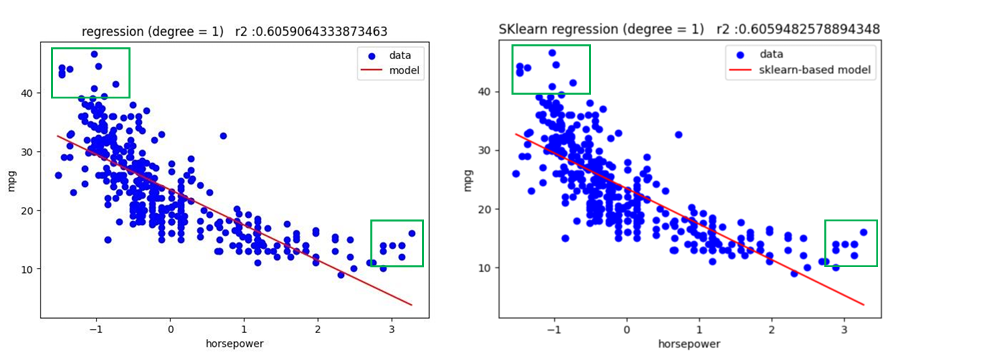 regression (degree = 1) r2 :0.6059064333873463
data
model
mpg
40
30
20
10
−1 0 1 2 3
horsepower
SKlearn regression (degree = 1) r2 :0.6059482578894348
data
sklearn-based model
mpg
40
30
20
10
−1 0 1 2 3
horsepower